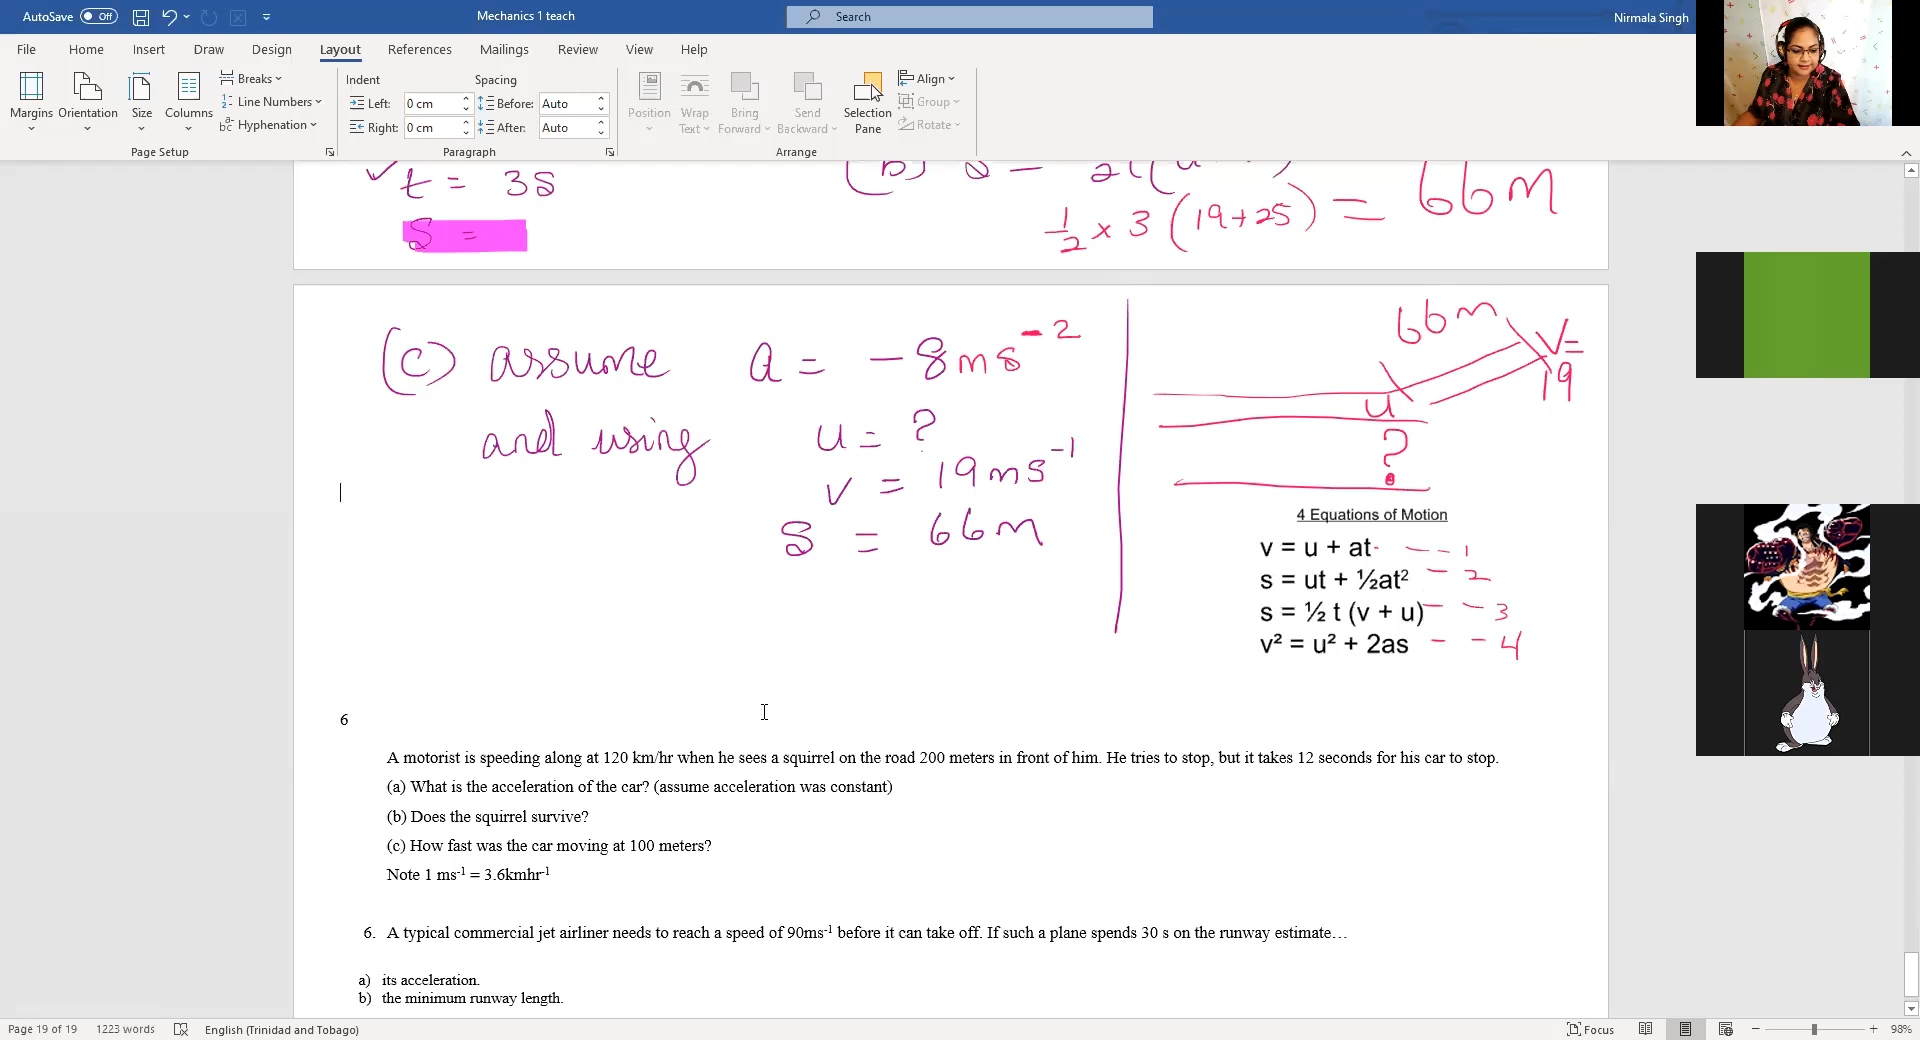 AutoSave Off
Mechanics 1 teach
Search
Nirmala Singh
File Home Insert Draw Design Layout References Mailings Review View Help
Margins Orientation Size Columns
Breaks
Line Numbers
Hyphenation
Page Setup
Indent Spacing
Left: 0 cm Before: Auto
Right: 0 cm After: Auto
Paragraph
Position Wrap Text Bring Forward Send Backward Selection Pane
Align
Group
Rotate
Arrange
t = 3s
s =
½ × 3 (19+25) = 66m
(c) assume a = -8ms⁻²
and using u = ?
v = 19ms⁻¹
s = 66m
66m
v=
19
u
?
4 Equations of Motion
v = u + at - - 1
s = ut + ½at² - 2
s = ½ t (v + u) - - 3
v² = u² + 2as - - 4
6
A motorist is speeding along at 120 km/hr when he sees a squirrel on the road 200 meters in front of him. He tries to stop, but it takes 12 seconds for his car to stop.
(a) What is the acceleration of the car? (assume acceleration was constant)
(b) Does the squirrel survive?
(c) How fast was the car moving at 100 meters?
Note 1 ms⁻¹ = 3.6kmhr⁻¹
6. A typical commercial jet airliner needs to reach a speed of 90ms⁻¹ before it can take off. If such a plane spends 30 s on the runway estimate…
a) its acceleration.
b) the minimum runway length.
Page 19 of 19 1223 words English (Trinidad and Tobago)
Focus
98%